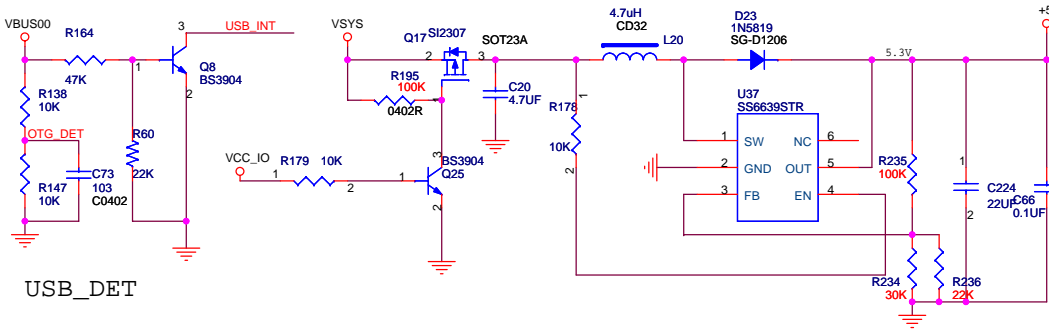 VBUS00
R164
47K
3
USB_INT
1
Q8
BS3904
2
R138
10K
OTG_DET
R147
10K
C73
103
C0402
R60
22K
USB_DET
VSYS
Q17
SI2307
SOT23A
2
3
1
R195
100K
0402R
C20
4.7UF
VCC_IO
R179
10K
1
2
1
3
BS3904
Q25
2
4.7uH
CD32
L20
D23
1N5819
SG-D1206
5.3V
+5
1
R178
10K
2
U37
SS6639STR
1
SW
NC
6
2
GND
OUT
5
3
FB
EN
4
R235
100K
R234
30K
R236
22K
1
C224
22UF
2
C66
0.1UF